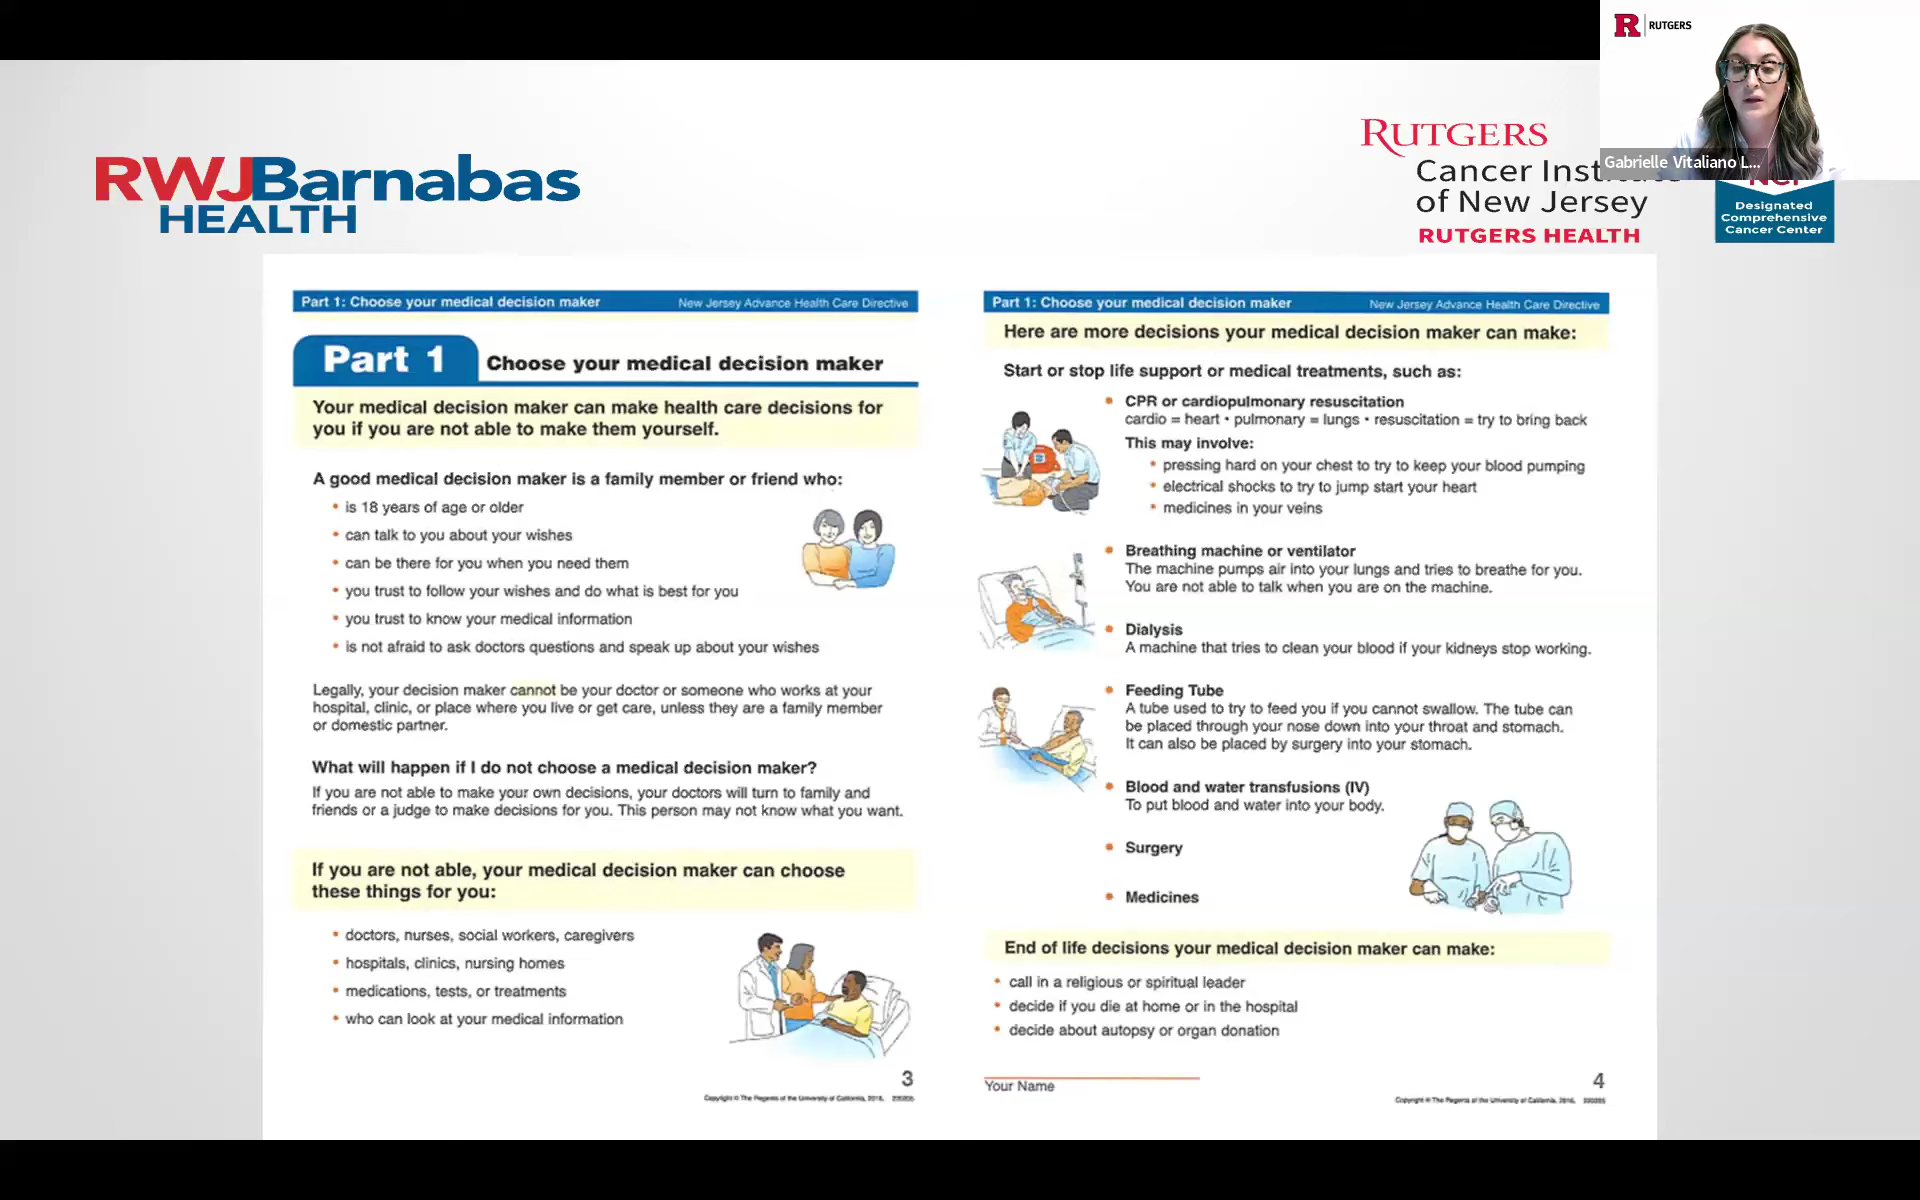 R RUTGERS
Gabrielle Vitaliano L...
RWJBarnabas
HEALTH
RUTGERS
Cancer Institute
of New Jersey
RUTGERS HEALTH
NCI
Designated
Comprehensive
Cancer Center
Part 1: Choose your medical decision maker New Jersey Advance Health Care Directive
Part 1 Choose your medical decision maker
Your medical decision maker can make health care decisions for
you if you are not able to make them yourself.
A good medical decision maker is a family member or friend who:
• is 18 years of age or older
• can talk to you about your wishes
• can be there for you when you need them
• you trust to follow your wishes and do what is best for you
• you trust to know your medical information
• is not afraid to ask doctors questions and speak up about your wishes
Legally, your decision maker cannot be your doctor or someone who works at your
hospital, clinic, or place where you live or get care, unless they are a family member
or domestic partner.
What will happen if I do not choose a medical decision maker?
If you are not able to make your own decisions, your doctors will turn to family and
friends or a judge to make decisions for you. This person may not know what you want.
If you are not able, your medical decision maker can choose
these things for you:
• doctors, nurses, social workers, caregivers
• hospitals, clinics, nursing homes
• medications, tests, or treatments
• who can look at your medical information
3
Copyright © The Regents of the University of California, 2016.
Part 1: Choose your medical decision maker New Jersey Advance Health Care Directive
Here are more decisions your medical decision maker can make:
Start or stop life support or medical treatments, such as:
• CPR or cardiopulmonary resuscitation
cardio = heart • pulmonary = lungs • resuscitation = try to bring back
This may involve:
• pressing hard on your chest to try to keep your blood pumping
• electrical shocks to try to jump start your heart
• medicines in your veins
• Breathing machine or ventilator
The machine pumps air into your lungs and tries to breathe for you.
You are not able to talk when you are on the machine.
• Dialysis
A machine that tries to clean your blood if your kidneys stop working.
• Feeding Tube
A tube used to try to feed you if you cannot swallow. The tube can
be placed through your nose down into your throat and stomach.
It can also be placed by surgery into your stomach.
• Blood and water transfusions (IV)
To put blood and water into your body.
• Surgery
• Medicines
End of life decisions your medical decision maker can make:
• call in a religious or spiritual leader
• decide if you die at home or in the hospital
• decide about autopsy or organ donation
Your Name
4
Copyright © The Regents of the University of California, 2016.